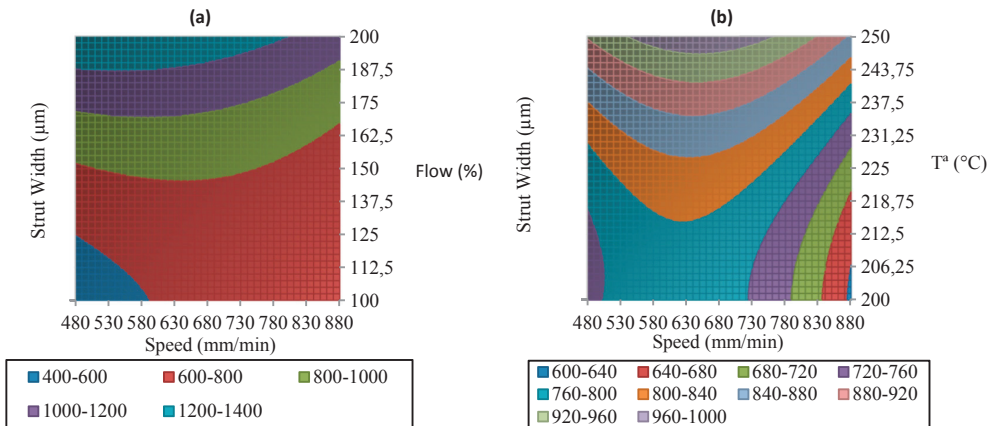 (a)
Strut Width (µm)
200
187,5
175
162,5
150
137,5
125
112,5
100
Flow (%)
480 530 580 630 680 730 780 830 880
Speed (mm/min)
400-600 600-800 800-1000
1000-1200 1200-1400
(b)
Strut Width (µm)
250
243,75
237,5
231,25
225
218,75
212,5
206,25
200
Tª (°C)
480 530 580 630 680 730 780 830 880
Speed (mm/min)
600-640 640-680 680-720 720-760
760-800 800-840 840-880 880-920
920-960 960-1000